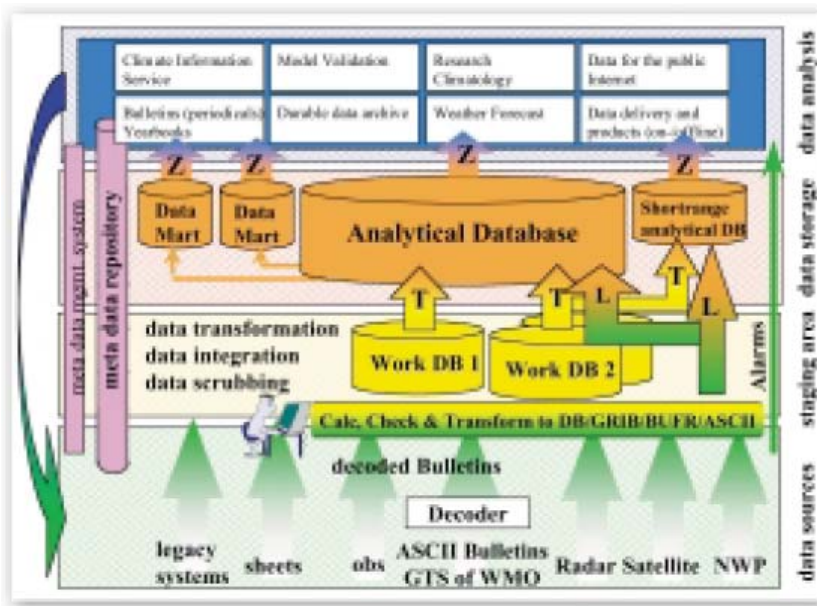 Climate Information
Service
Model Validation
Research
Climatology
Data for the public
Internet
Bulletins (periodicals)
Yearbooks
Durable data archive
Weather Forecast
Data delivery and
products (on-/offline)
data analysis
Z
Z
Z
Z
Data
Mart
Data
Mart
Analytical Database
Shortrange
analytical DB
data storage
meta data mgmt. system
meta data repository
T
T
L
T
L
data transformation
data integration
data scrubbing
Work DB 1
Work DB 2
Alarms
staging area
Calc, Check & Transform to DB/GRIB/BUFR/ASCII
decoded Bulletins
Decoder
legacy
systems
sheets
obs
ASCII Bulletins
GTS of WMO
Radar
Satellite
NWP
data sources